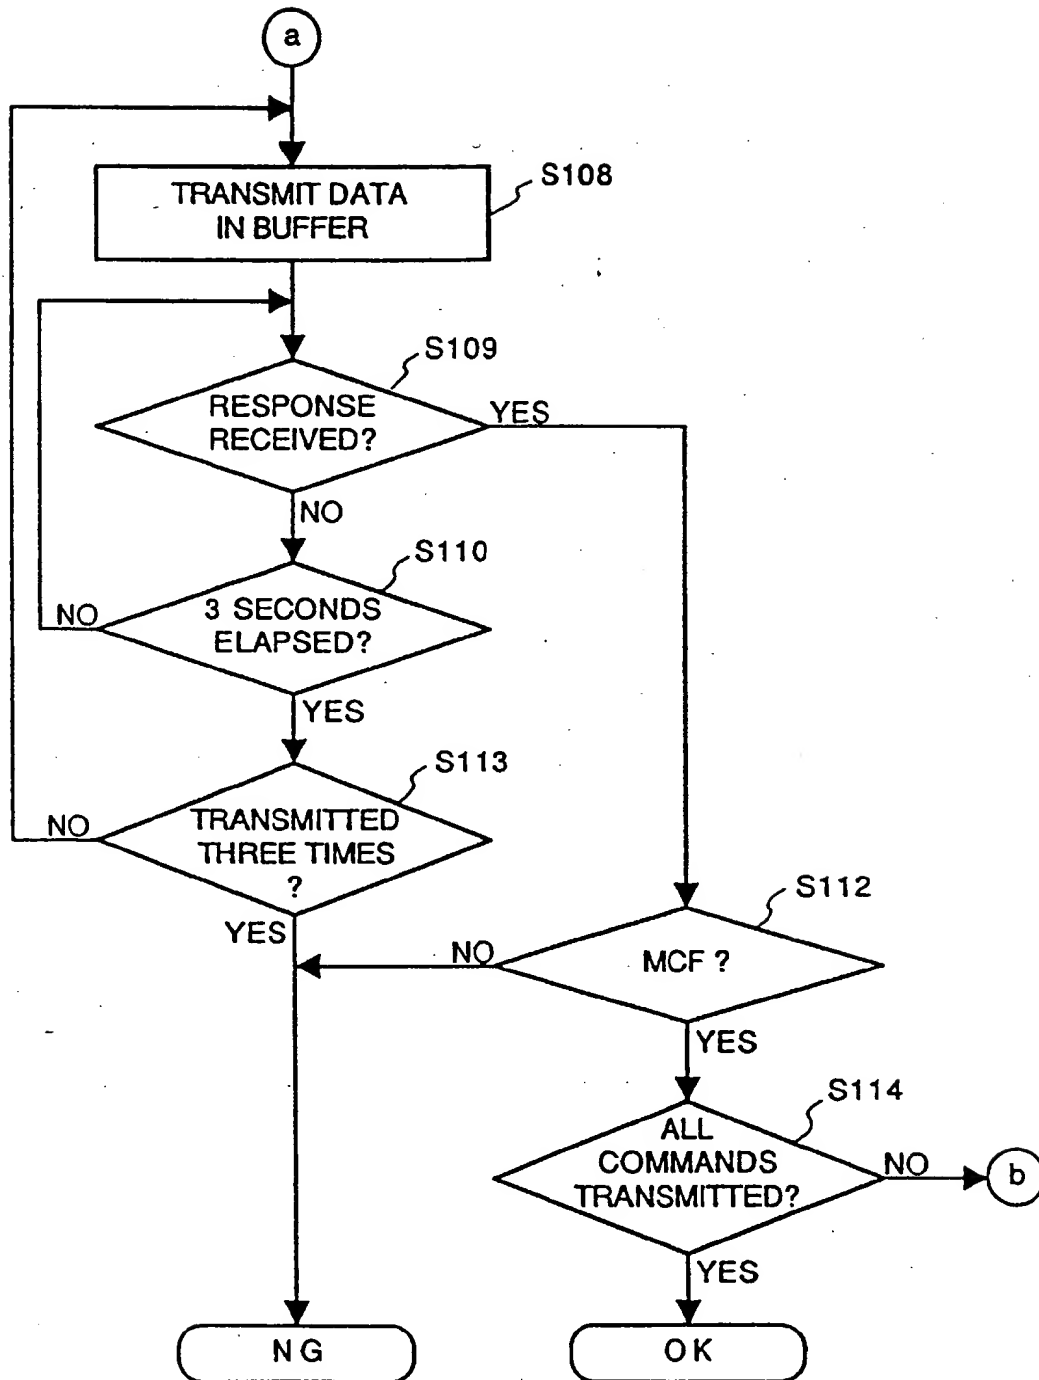 a
TRANSMIT DATA
IN BUFFER
S108
S109
RESPONSE
RECEIVED?
YES
NO
S110
3 SECONDS
ELAPSED?
NO
YES
S113
TRANSMITTED
THREE TIMES
?
NO
YES
S112
MCF ?
NO
YES
S114
ALL
COMMANDS
TRANSMITTED?
NO
b
YES
NG
OK